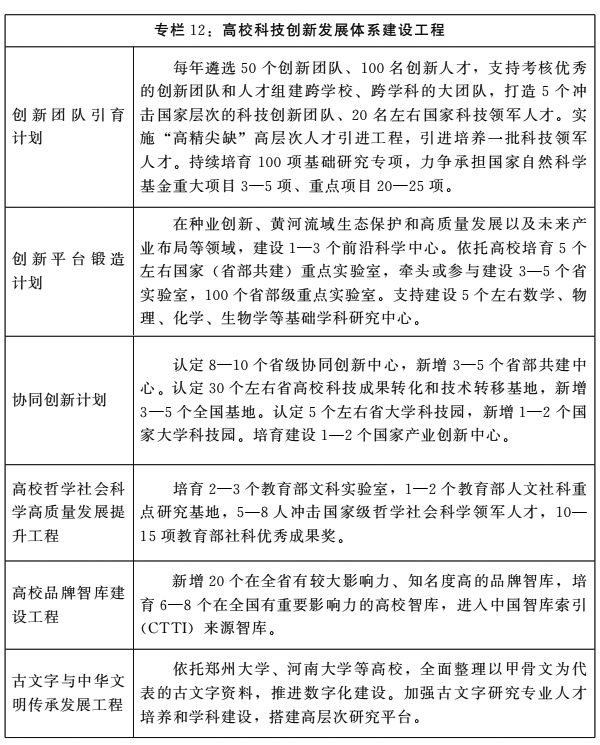 专栏 12：高校科技创新发展体系建设工程
创新团队引育
计划
每年遴选 50 个创新团队、100 名创新人才，支持考核优秀
的创新团队和人才组建跨学校、跨学科的大团队，打造 5 个冲
击国家层次的科技创新团队、20 名左右国家科技领军人才。实
施“高精尖缺”高层次人才引进工程，引进培养一批科技领军
人才。持续培育 100 项基础研究专项，力争承担国家自然科学
基金重大项目 3—5 项、重点项目 20—25 项。
创新平台锻造
计划
在种业创新、黄河流域生态保护和高质量发展以及未来产
业布局等领域，建设 1—3 个前沿科学中心。依托高校培育 5 个
左右国家（省部共建）重点实验室，牵头或参与建设 3—5 个省
实验室，100 个省部级重点实验室。支持建设 5 个左右数学、物
理、化学、生物学等基础学科研究中心。
协同创新计划
认定 8—10 个省级协同创新中心，新增 3—5 个省部共建中
心。认定 30 个左右省高校科技成果转化和技术转移基地，新增
3—5 个全国基地。认定 5 个左右省大学科技园，新增 1—2 个国
家大学科技园。培育建设 1—2 个国家产业创新中心。
高校哲学社会科
学高质量发展提
升工程
培育 2—3 个教育部文科实验室，1—2 个教育部人文社科重
点研究基地，5—8 人冲击国家级哲学社会科学领军人才，10—
15 项教育部社科优秀成果奖。
高校品牌智库建
设工程
新增 20 个在全省有较大影响力、知名度高的品牌智库，培
育 6—8 个在全国有重要影响力的高校智库，进入中国智库索引
（CTTI）来源智库。
古文字与中华文
明传承发展工程
依托郑州大学、河南大学等高校，全面整理以甲骨文为代
表的古文字资料，推进数字化建设。加强古文字研究专业人才
培养和学科建设，搭建高层次研究平台。